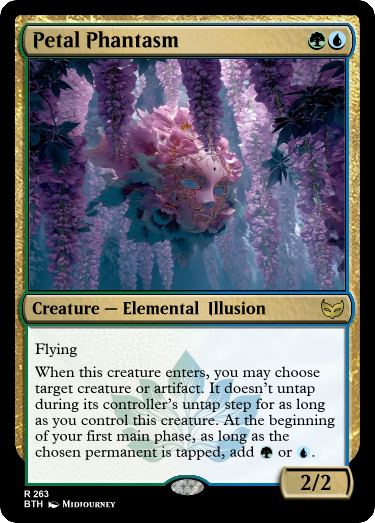 Petal Phantasm
Creature — Elemental Illusion
Flying
When this creature enters, you may choose
target creature or artifact. It doesn't untap
during its controller's untap step for as long
as you control this creature. At the beginning
of your first main phase, as long as the
chosen permanent is tapped, add or .
2/2
R 263
BTH Midjourney